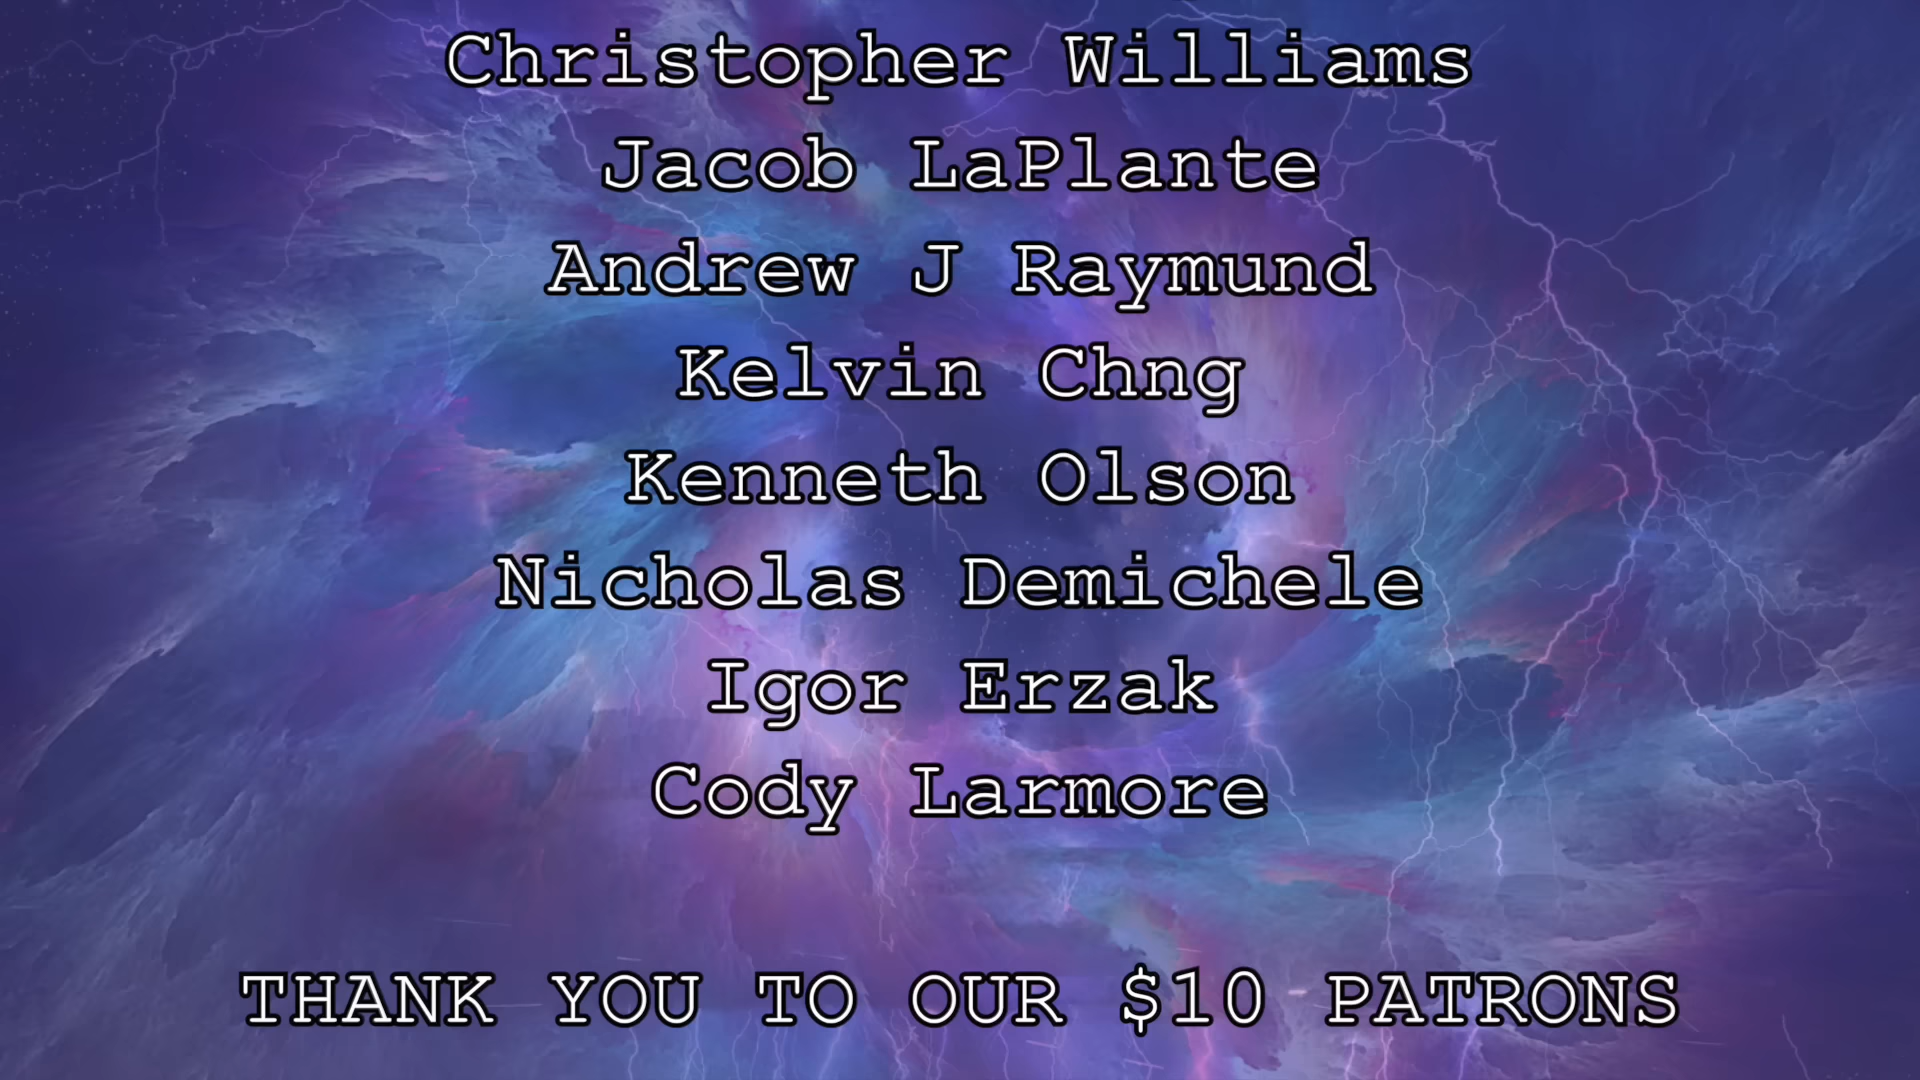 Christopher Williams
Jacob LaPlante
Andrew J Raymund
Kelvin Chng
Kenneth Olson
Nicholas Demichele
Igor Erzak
Cody Larmore
THANK YOU TO OUR $10 PATRONS